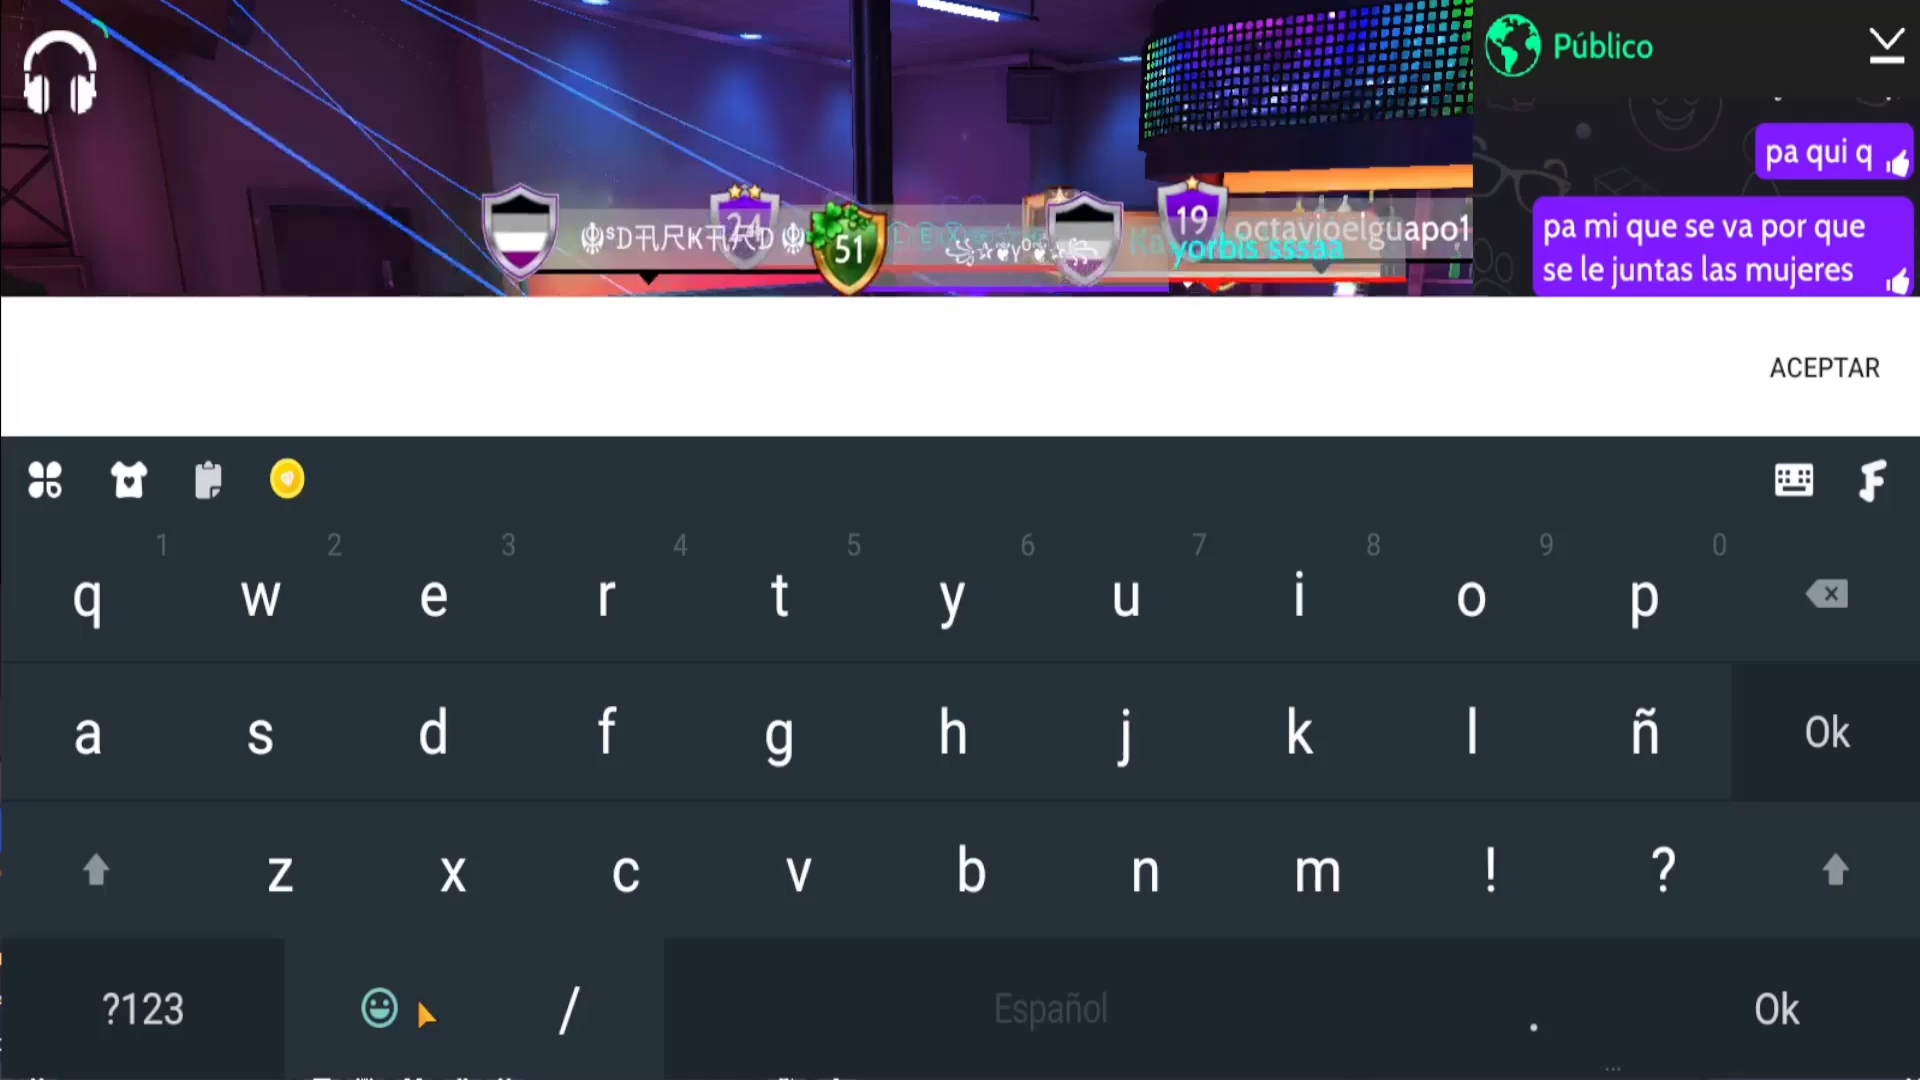 Público
pa qui q
pa mi que se va por que
se le juntas las mujeres
24
51
19
octavioelguapo1
yorbis sssaa
ACEPTAR
1 2 3 4 5 6 7 8 9 0
q w e r t y u i o p
a s d f g h j k l ñ Ok
z x c v b n m ! ?
?123 / Español . Ok